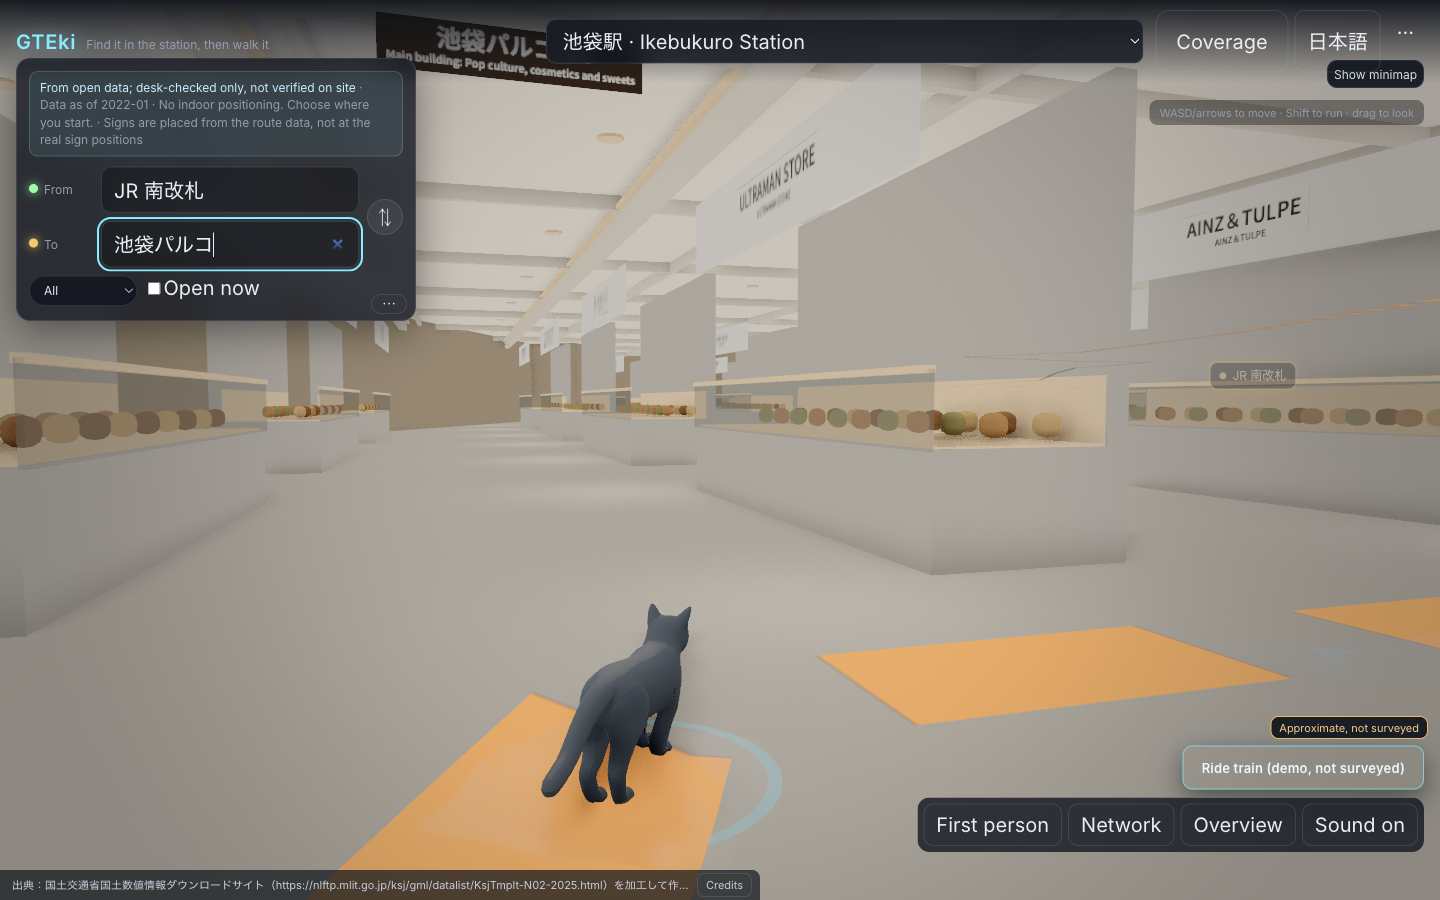 GTEki
Find it in the station, then walk it
池袋パルコ
Main building: Pop culture, cosmetics and sweets
池袋駅 · Ikebukuro Station
Coverage
日本語
...
Show minimap
WASD/arrows to move · Shift to run · drag to look
From open data; desk-checked only, not verified on site ·
Data as of 2022-01 · No indoor positioning. Choose where
you start. · Signs are placed from the route data, not at the
real sign positions
From
JR 南改札
To
池袋パルコ
All
Open now
...
ULTRAMAN STORE
ULTRAMAN STORE
AINZ & TULPE
AINZ & TULPE
JR 南改札
Approximate, not surveyed
Ride train (demo, not surveyed)
First person
Network
Overview
Sound on
出典：国土交通省国土数値情報ダウンロードサイト（https://nlftp.mlit.go.jp/ksj/gml/datalist/KsjTmplt-N02-2025.html）を加工して作...
Credits